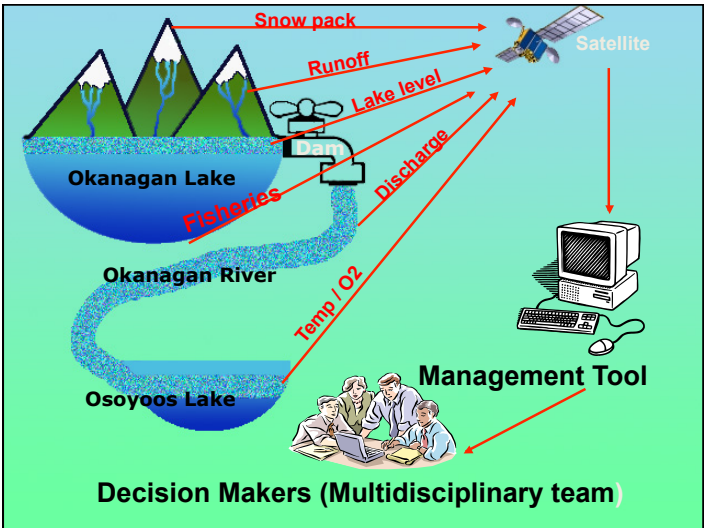 Snow pack
Satellite
Runoff
Lake level
Dam
Okanagan Lake
Discharge
Fisheries
Okanagan River
Temp / O2
Management Tool
Osoyoos Lake
Decision Makers (Multidisciplinary team)